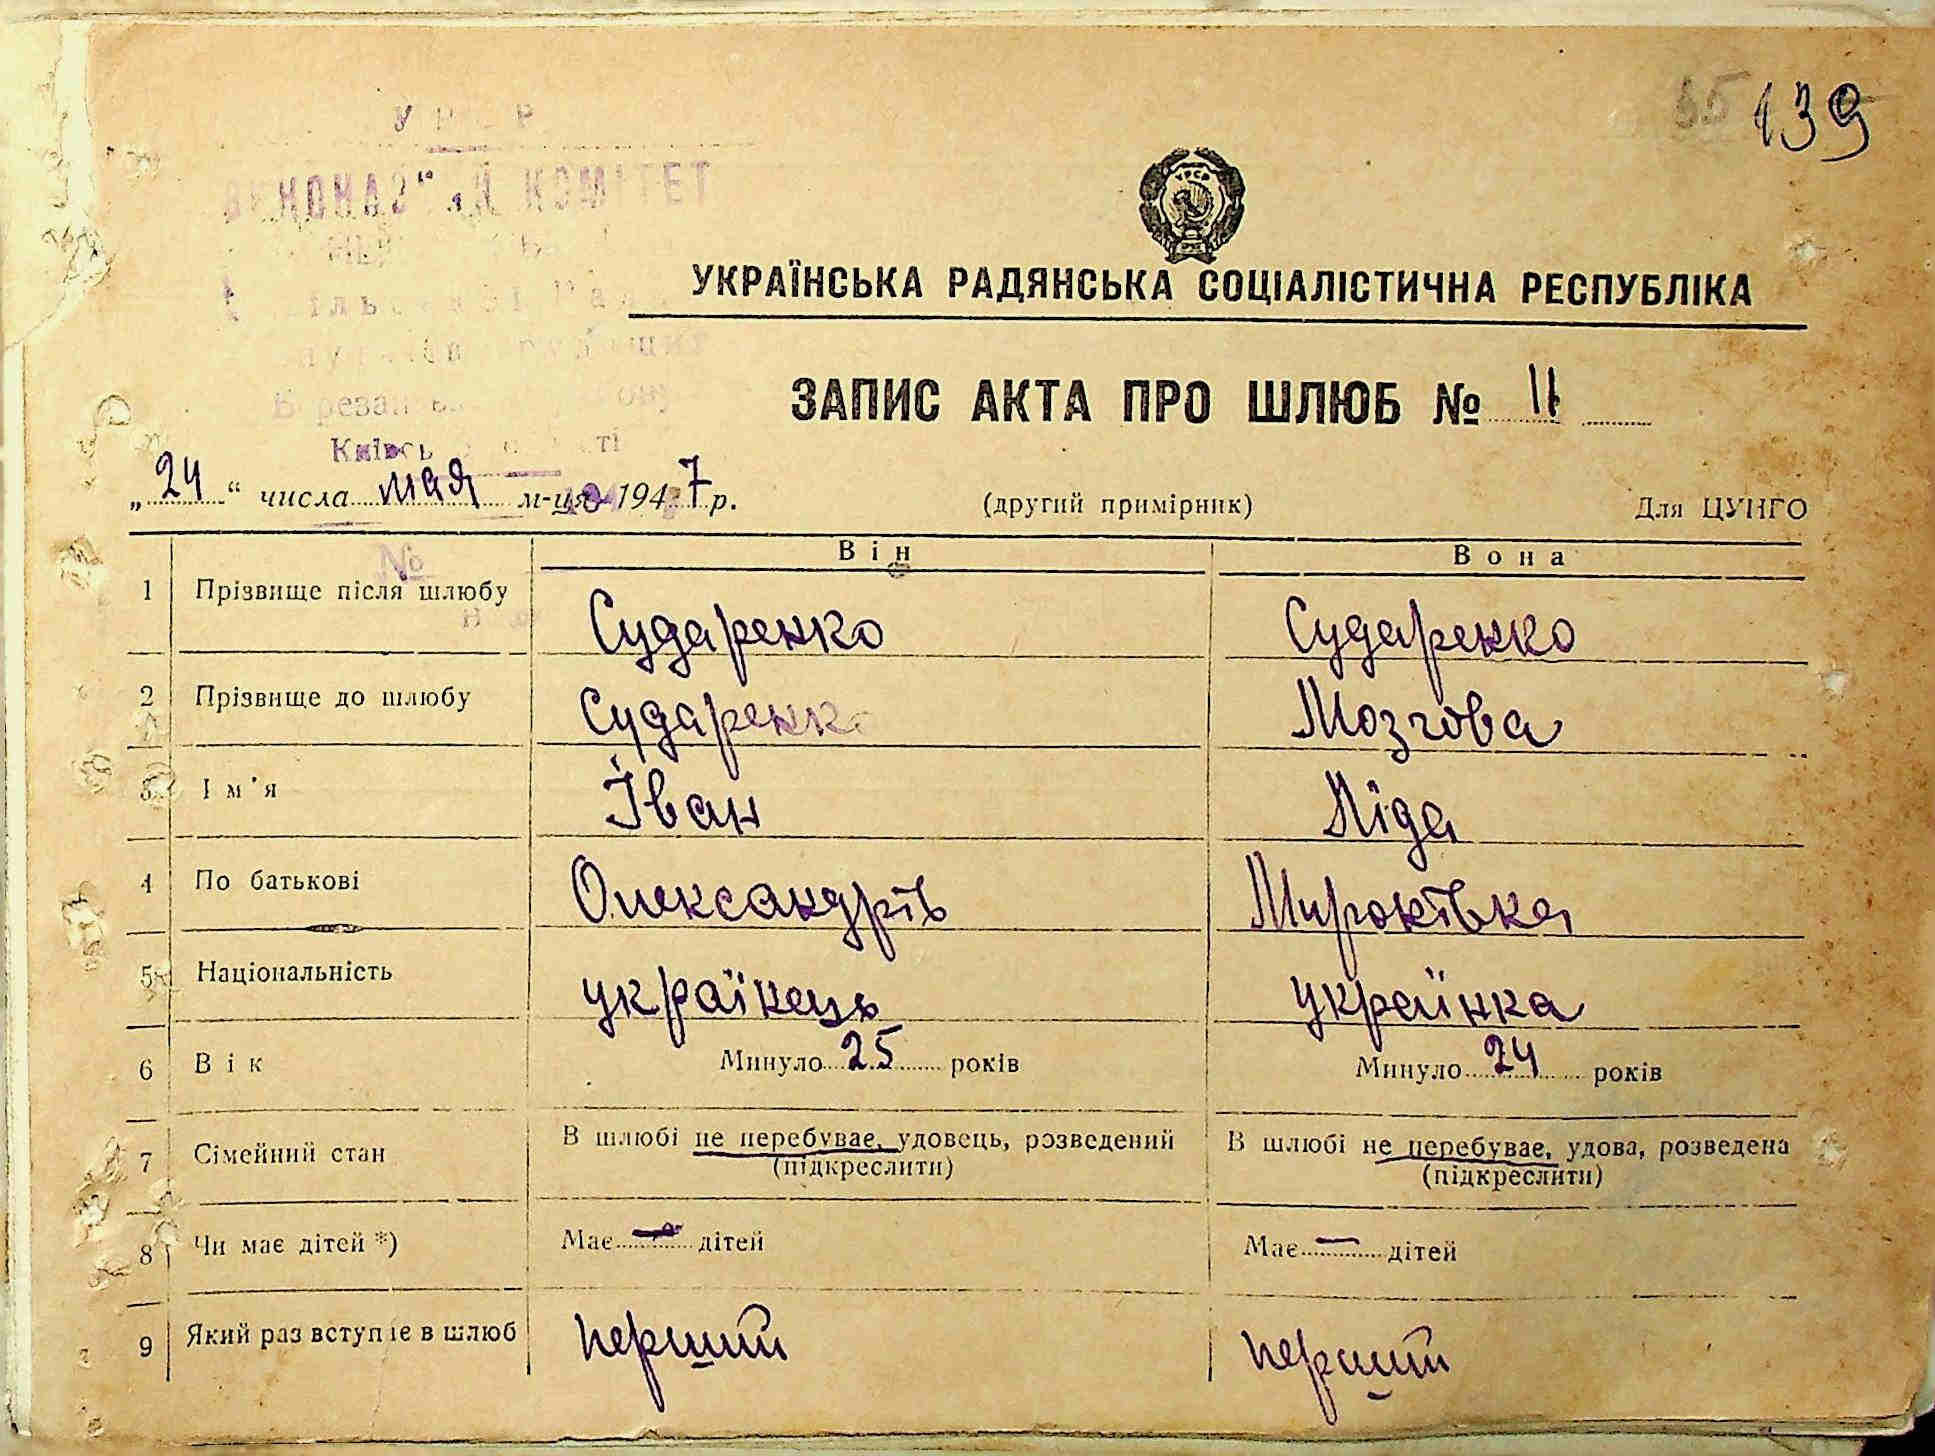 139
КОМІТЕТ
УРСР
УКРАЇНСЬКА РАДЯНСЬКА СОЦІАЛІСТИЧНА РЕСПУБЛІКА
ЗАПИС АКТА ПРО ШЛЮБ № 11
„24“ числа мая м-ця 1947 р. (другий примірник) Для ЦУНГО
№
Він Вона
1 Прізвище після шлюбу Сударенко Сударенко
2 Прізвище до шлюбу Сударенко Мозгова
3 Ім'я Іван Ліда
4 По батькові Олександрів Миронівна
5 Національність українець українка
6 Вік Минуло 25 років Минуло 24 років
7 Сімейний стан В шлюбі не перебуває, удовець, розведений В шлюбі не перебуває, удова, розведена
(підкреслити) (підкреслити)
8 Чи має дітей *) Має — дітей Має — дітей
9 Який раз вступає в шлюб перший перший